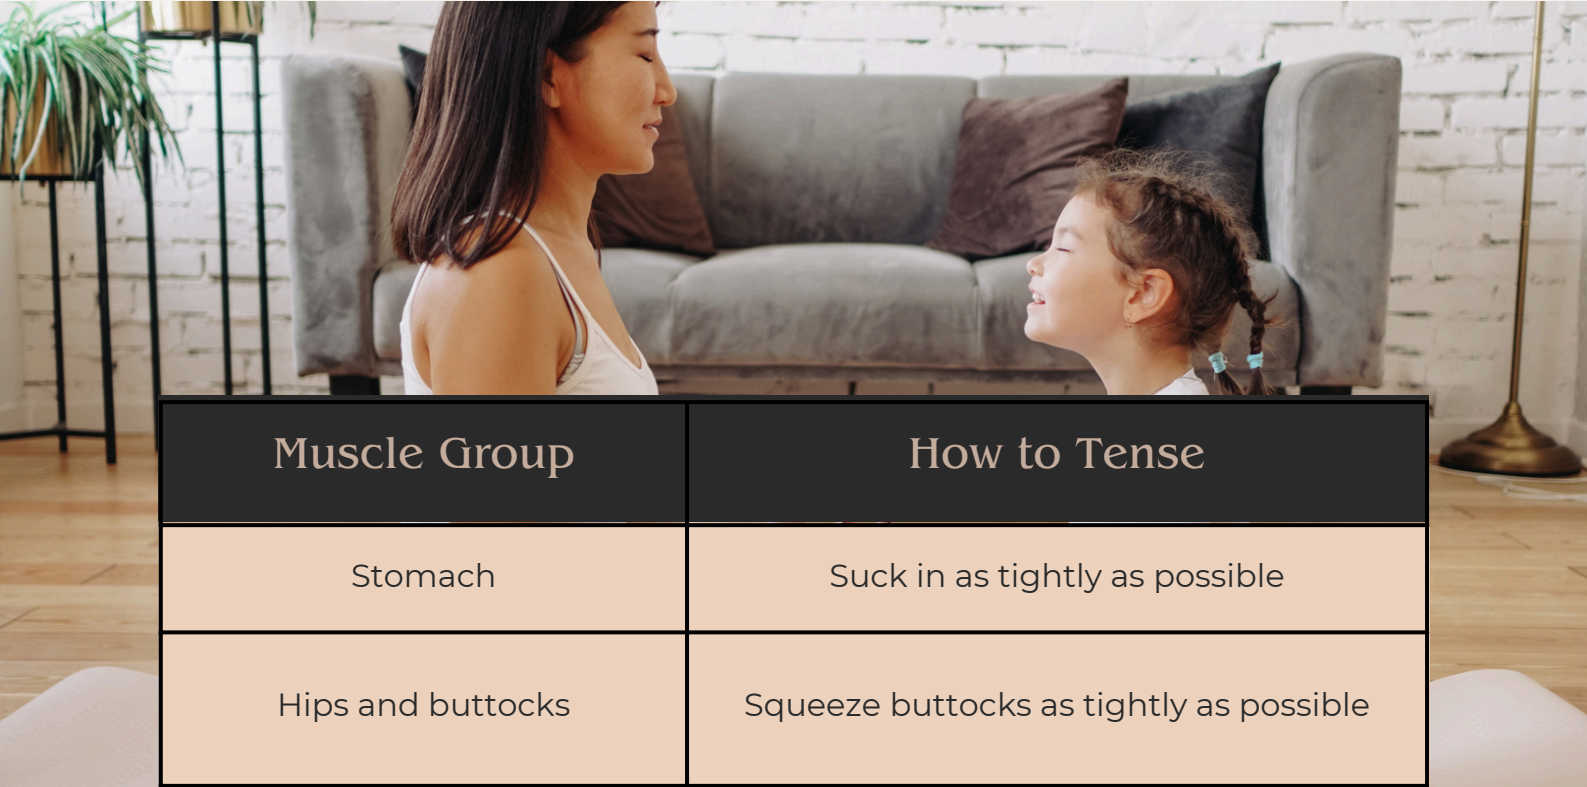 Muscle Group
How to Tense
Stomach
Suck in as tightly as possible
Hips and buttocks
Squeeze buttocks as tightly as possible